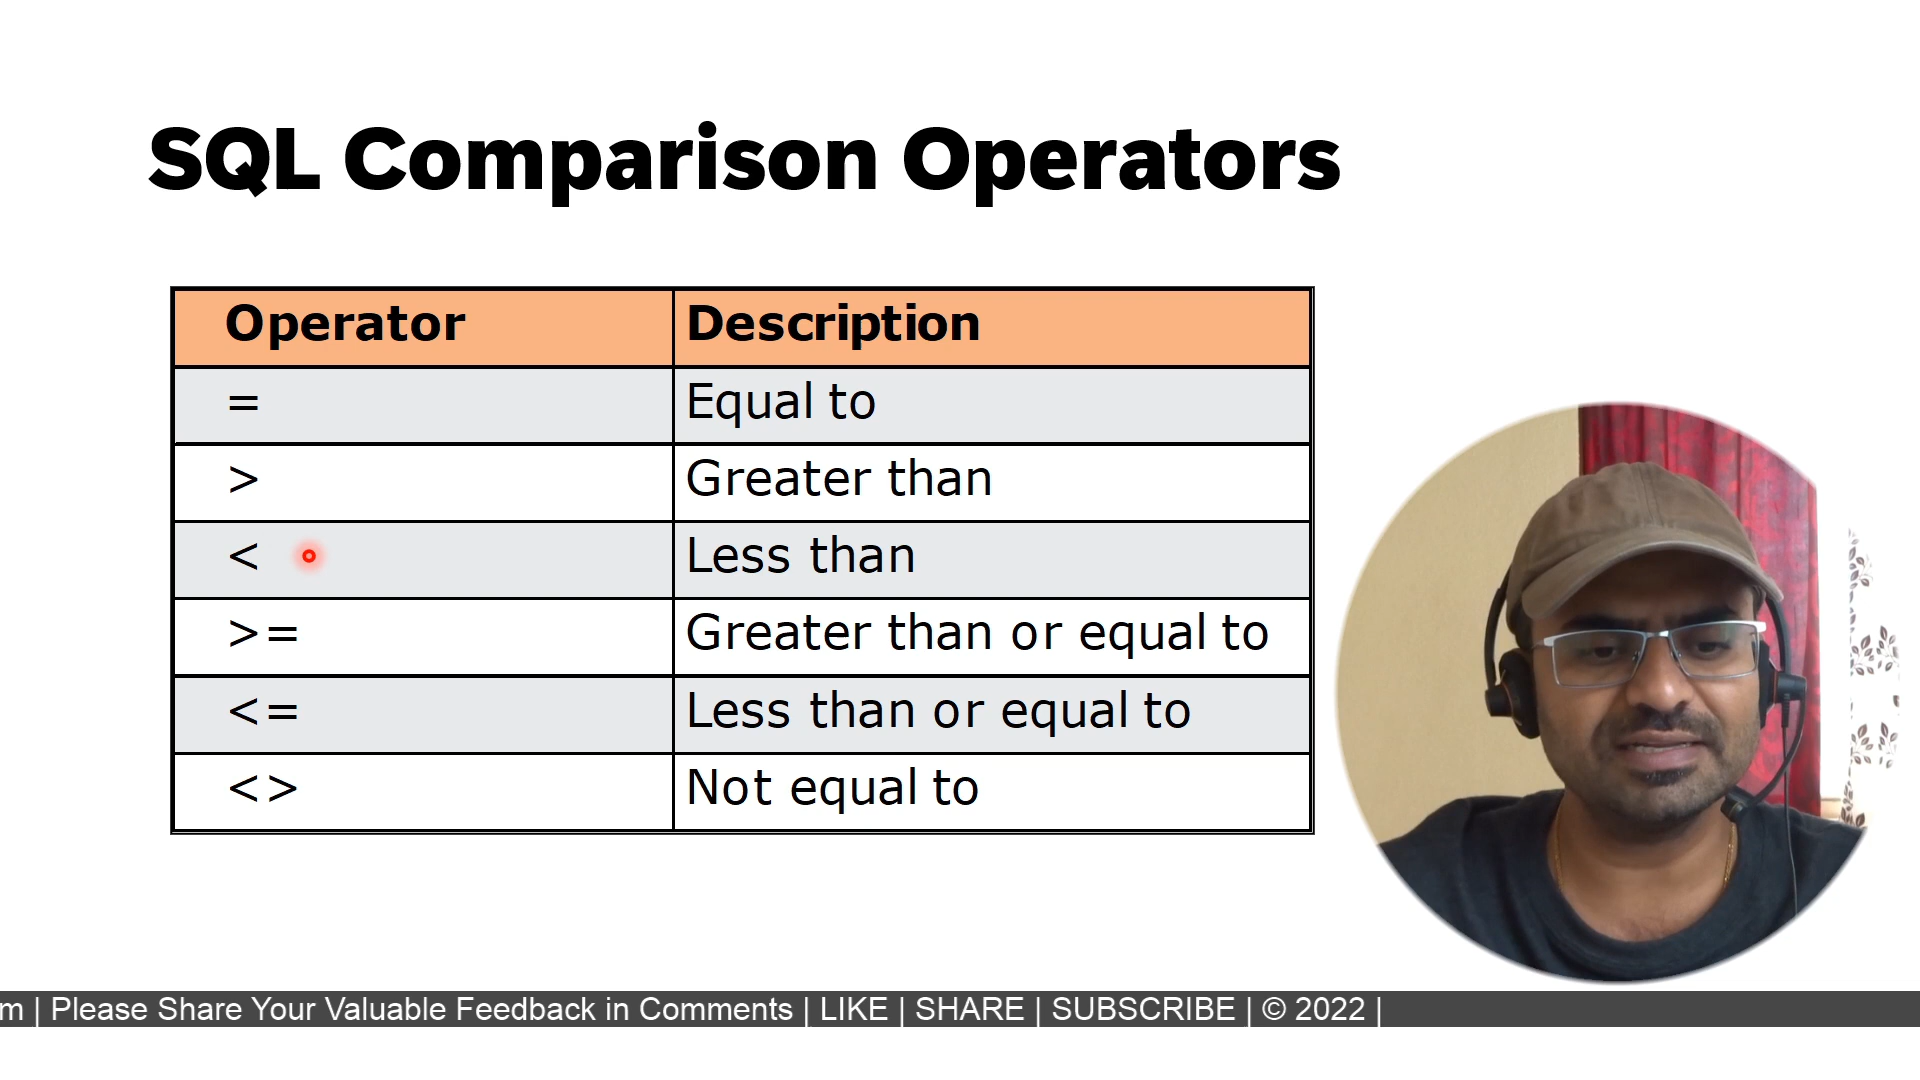 SQL Comparison Operators
Operator Description
= Equal to
> Greater than
< Less than
>= Greater than or equal to
<= Less than or equal to
<> Not equal to
m | Please Share Your Valuable Feedback in Comments | LIKE | SHARE | SUBSCRIBE | © 2022 |